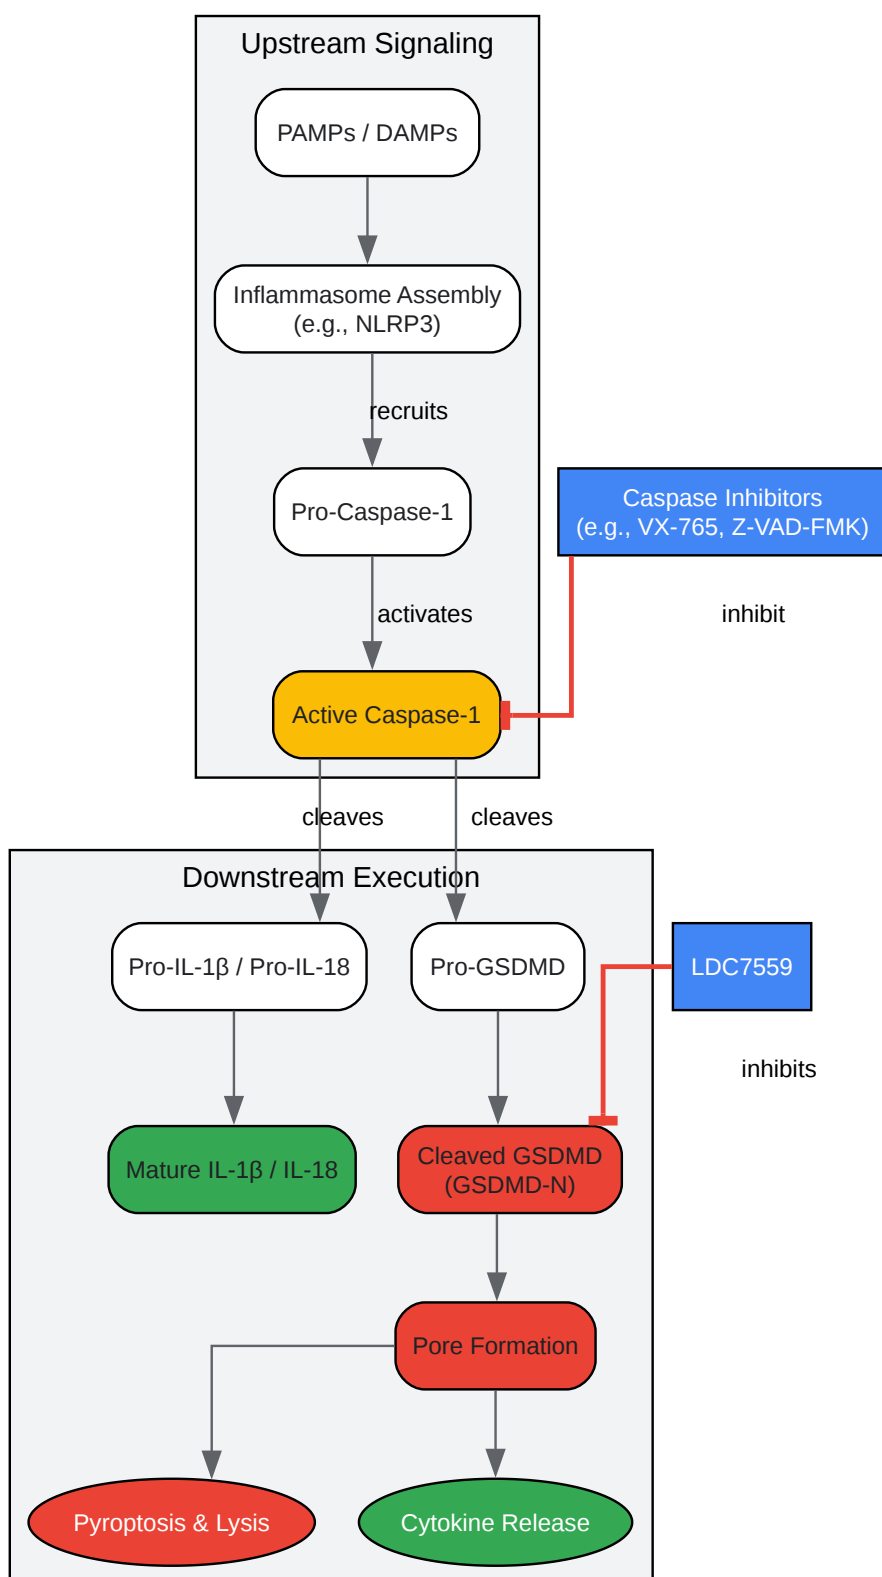 Upstream Signaling
PAMPs / DAMPs
Inflammasome Assembly
(e.g., NLRP3)
recruits
Pro-Caspase-1
Caspase Inhibitors
(e.g., VX-765, Z-VAD-FMK)
activates
inhibit
Active Caspase-1
cleaves
cleaves
Downstream Execution
Pro-IL-1β / Pro-IL-18
Pro-GSDMD
LDC7559
inhibits
Mature IL-1β / IL-18
Cleaved GSDMD
(GSDMD-N)
Pore Formation
Pyroptosis & Lysis
Cytokine Release